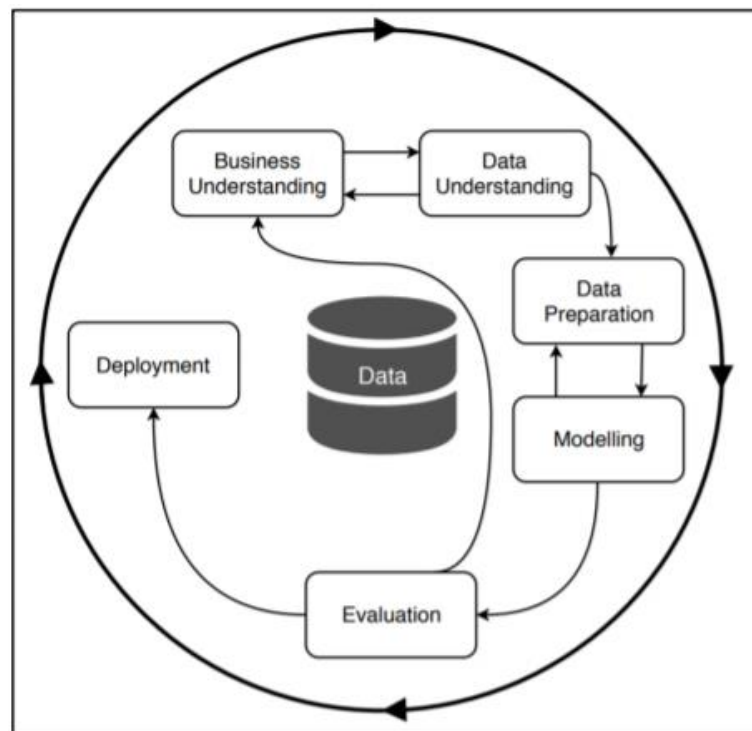 Business
Understanding
Data
Understanding
Data
Preparation
Modelling
Evaluation
Deployment
Data